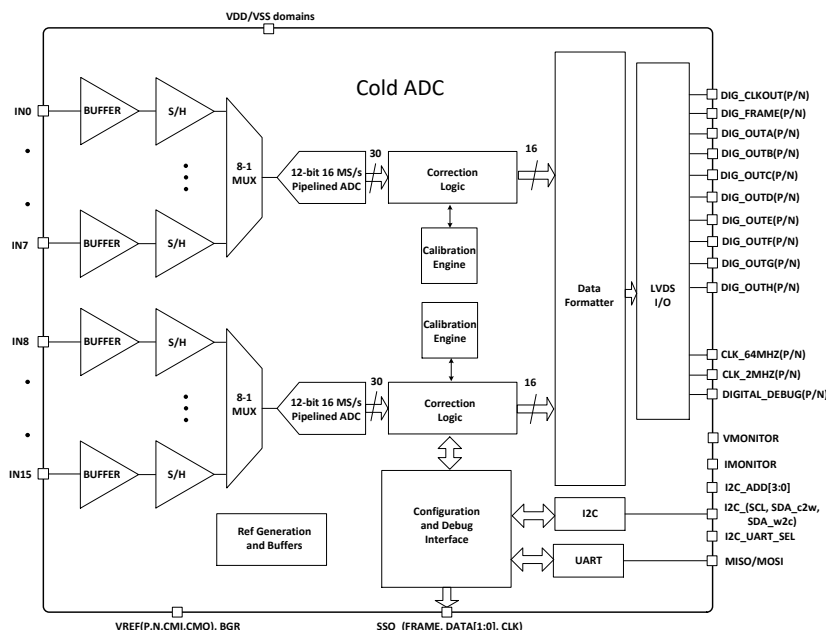 VDD/VSS domains
Cold ADC
IN0
BUFFER
S/H
8-1
MUX
12-bit 16 MS/s
Pipelined ADC
30
Correction
Logic
16
Calibration
Engine
IN7
BUFFER
S/H
IN8
BUFFER
S/H
8-1
MUX
12-bit 16 MS/s
Pipelined ADC
30
Calibration
Engine
Correction
Logic
16
IN15
BUFFER
S/H
Ref Generation
and Buffers
Configuration
and Debug
Interface
Data
Formatter
LVDS
I/O
I2C
UART
DIG_CLKOUT(P/N)
DIG_FRAME(P/N)
DIG_OUTA(P/N)
DIG_OUTB(P/N)
DIG_OUTC(P/N)
DIG_OUTD(P/N)
DIG_OUTE(P/N)
DIG_OUTF(P/N)
DIG_OUTG(P/N)
DIG_OUTH(P/N)
CLK_64MHZ(P/N)
CLK_2MHZ(P/N)
DIGITAL_DEBUG(P/N)
VMONITOR
IMONITOR
I2C_ADD[3:0]
I2C_(SCL, SDA_c2w,
SDA_w2c)
I2C_UART_SEL
MISO/MOSI
VREF(P,N,CMI,CMO), BGR
SSO_(FRAME, DATA[1:0], CLK)